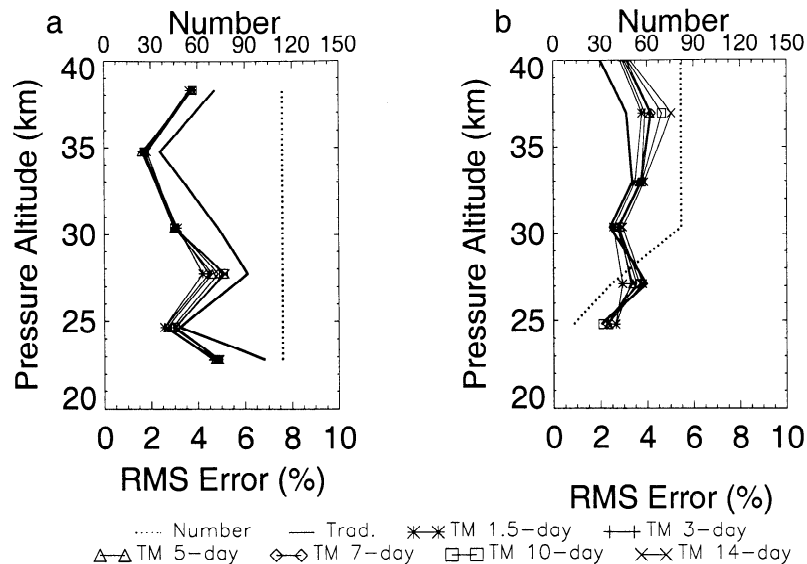 a
Number
0 30 60 90 120 150
Pressure Altitude (km)
40
35
30
25
20
0 2 4 6 8 10
RMS Error (%)
b
Number
0 30 60 90 120 150
Pressure Altitude (km)
40
35
30
25
20
0 2 4 6 8 10
RMS Error (%)
Number Trad. TM 1.5-day TM 3-day
TM 5-day TM 7-day TM 10-day TM 14-day